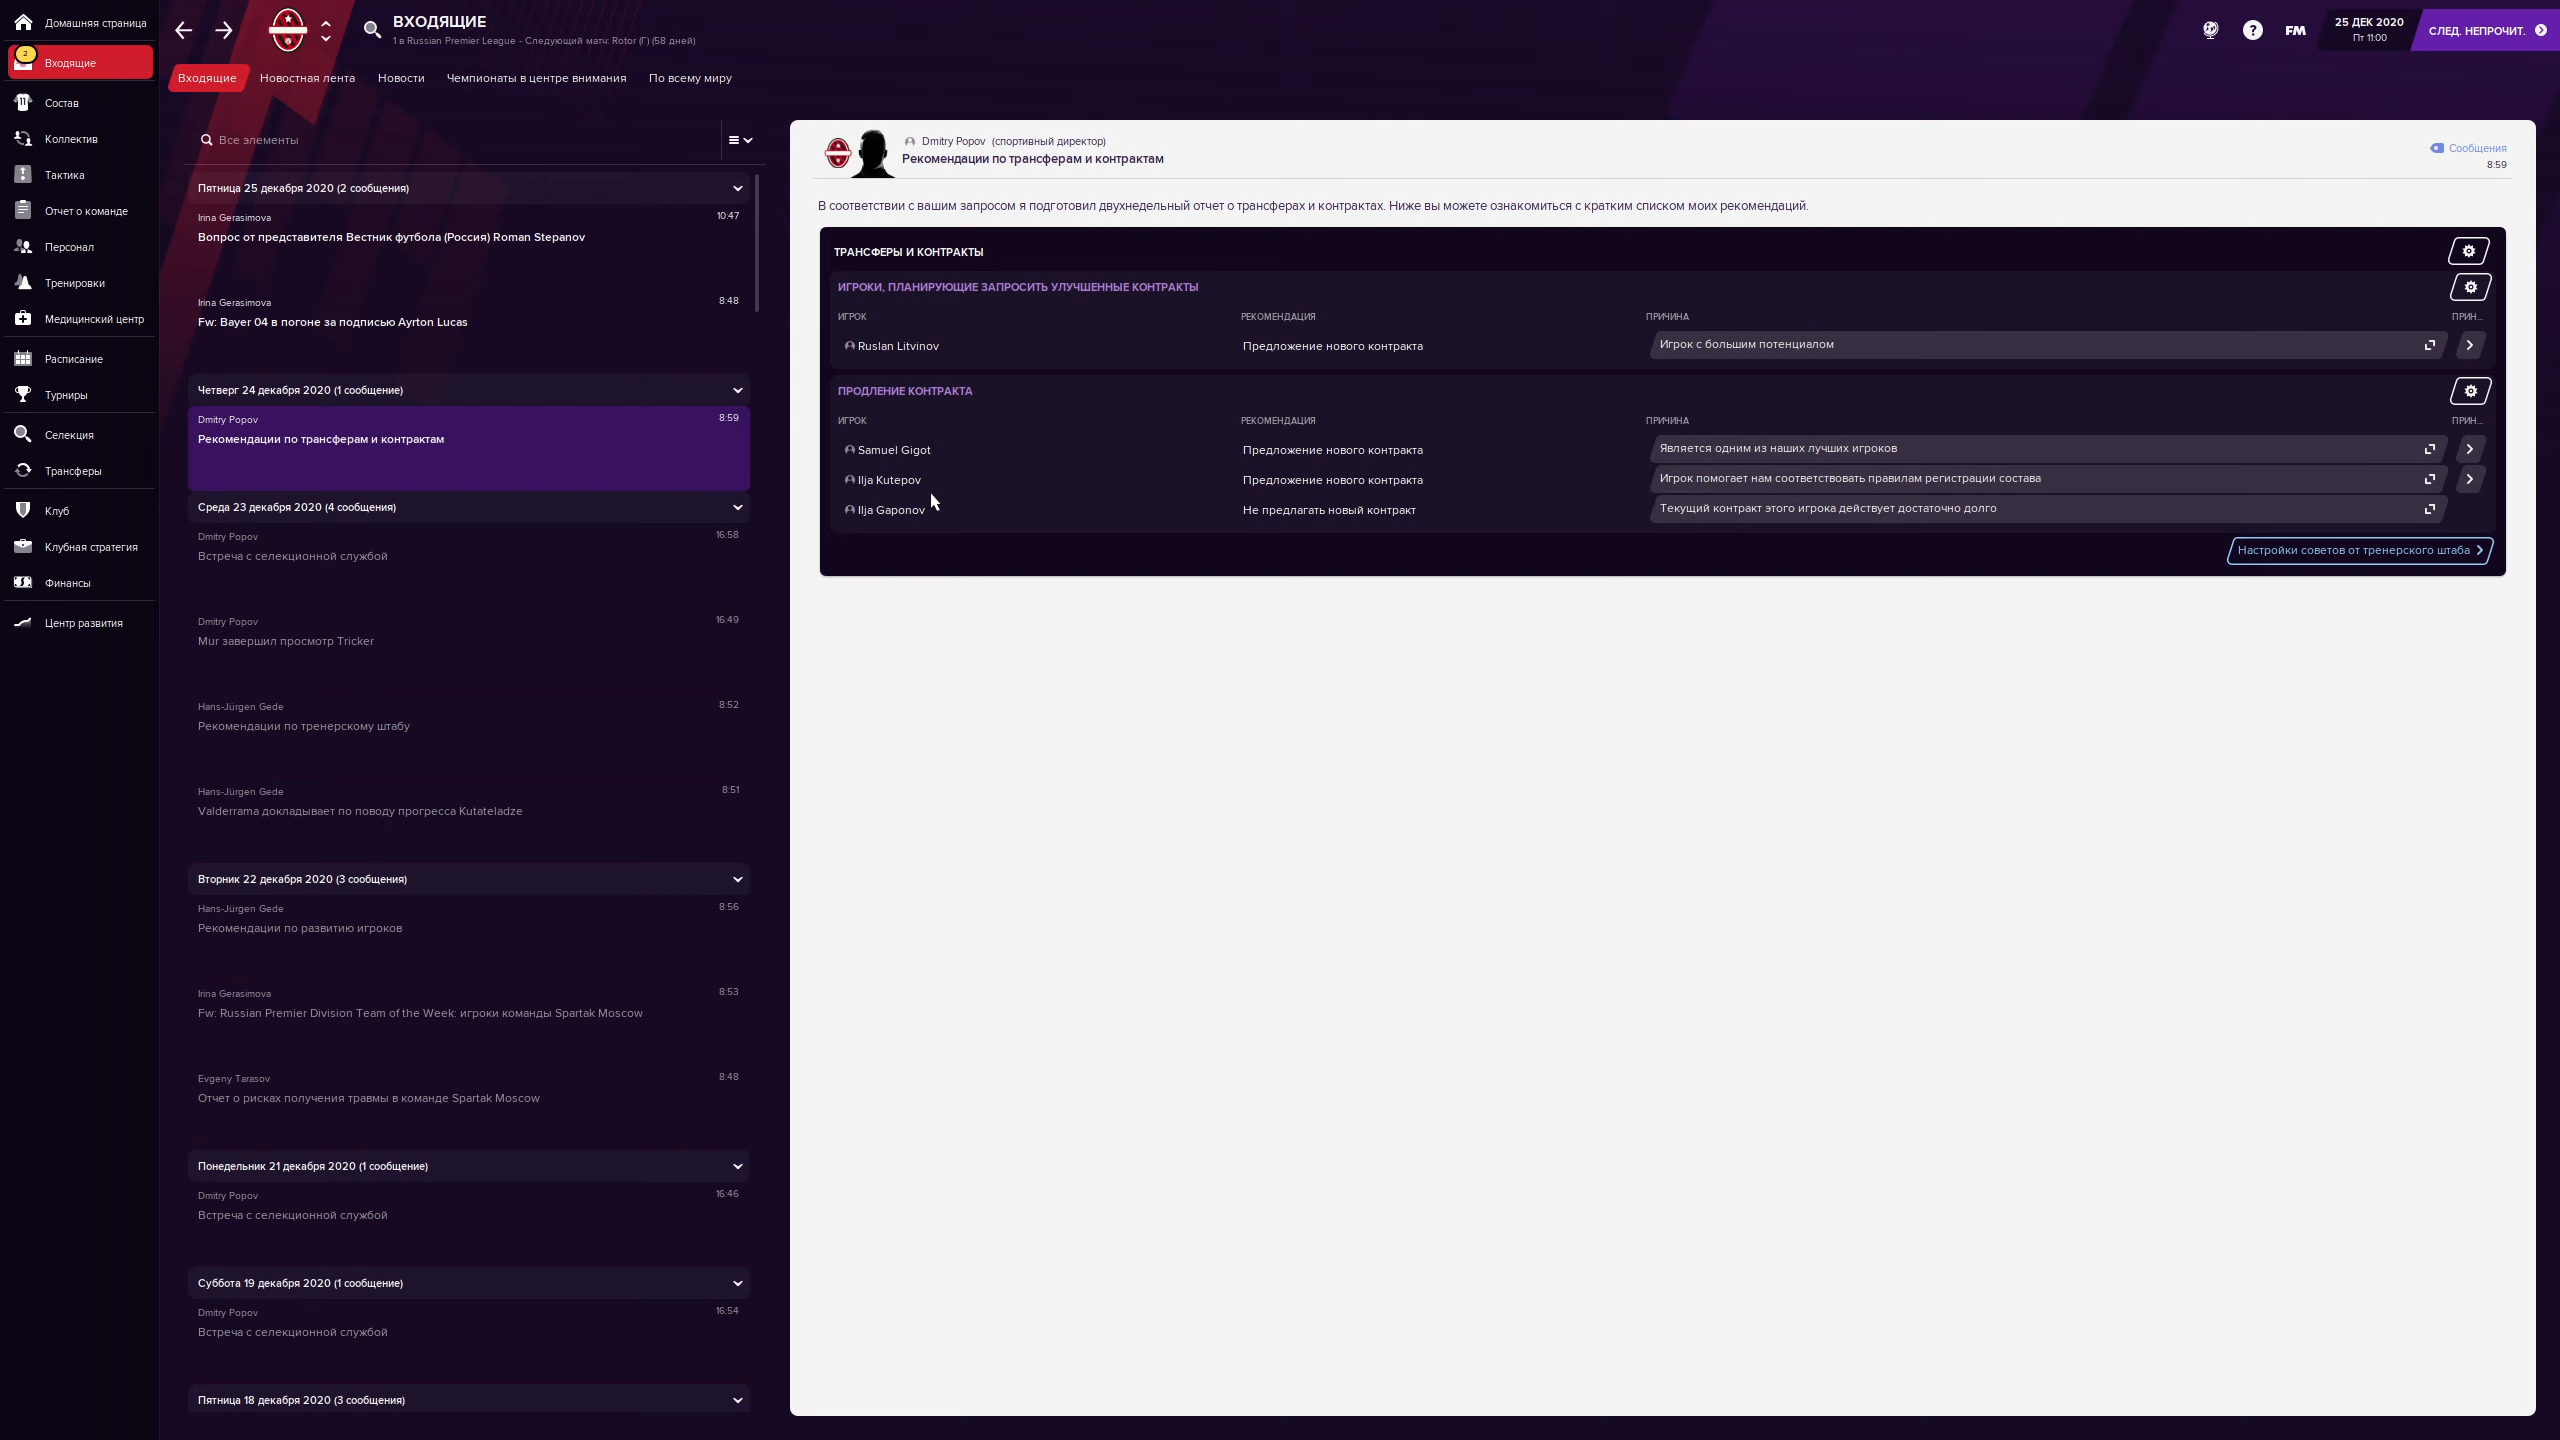 Домашняя страница
2
Входящие
Состав
Коллектив
Тактика
Отчет о команде
Персонал
Тренировки
Медицинский центр
Расписание
Турниры
Селекция
Трансферы
Клуб
Клубная стратегия
Финансы
Центр развития
ВХОДЯЩИЕ
1 в Russian Premier League - Следующий матч: Rotor (Г) (58 дней)
FM
25 ДЕК 2020
Пт 11:00
СЛЕД. НЕПРОЧИТ.
Входящие Новостная лента Новости Чемпионаты в центре внимания По всему миру
Все элементы
Пятница 25 декабря 2020 (2 сообщения)
Irina Gerasimova 10:47
Вопрос от представителя Вестник футбола (Россия) Roman Stepanov
Irina Gerasimova 8:48
Fw: Bayer 04 в погоне за подписью Ayrton Lucas
Четверг 24 декабря 2020 (1 сообщение)
Dmitry Popov 8:59
Рекомендации по трансферам и контрактам
Среда 23 декабря 2020 (4 сообщения)
Dmitry Popov 16:58
Встреча с селекционной службой
Dmitry Popov 16:49
Mur завершил просмотр Tricker
Hans-Jürgen Gede 8:52
Рекомендации по тренерскому штабу
Hans-Jürgen Gede 8:51
Valderrama докладывает по поводу прогресса Kutateladze
Вторник 22 декабря 2020 (3 сообщения)
Hans-Jürgen Gede 8:56
Рекомендации по развитию игроков
Irina Gerasimova 8:53
Fw: Russian Premier Division Team of the Week: игроки команды Spartak Moscow
Evgeny Tarasov 8:48
Отчет о рисках получения травмы в команде Spartak Moscow
Понедельник 21 декабря 2020 (1 сообщение)
Dmitry Popov 16:46
Встреча с селекционной службой
Суббота 19 декабря 2020 (1 сообщение)
Dmitry Popov 16:54
Встреча с селекционной службой
Пятница 18 декабря 2020 (3 сообщения)
Dmitry Popov (спортивный директор)
Рекомендации по трансферам и контрактам
Сообщения
8:59
В соответствии с вашим запросом я подготовил двухнедельный отчет о трансферах и контрактах. Ниже вы можете ознакомиться с кратким списком моих рекомендаций.
ТРАНСФЕРЫ И КОНТРАКТЫ
ИГРОКИ, ПЛАНИРУЮЩИЕ ЗАПРОСИТЬ УЛУЧШЕННЫЕ КОНТРАКТЫ
ИГРОК РЕКОМЕНДАЦИЯ ПРИЧИНА ПРИН...
Ruslan Litvinov Предложение нового контракта Игрок с большим потенциалом
ПРОДЛЕНИЕ КОНТРАКТА
ИГРОК РЕКОМЕНДАЦИЯ ПРИЧИНА ПРИН...
Samuel Gigot Предложение нового контракта Является одним из наших лучших игроков
Ilja Kutepov Предложение нового контракта Игрок помогает нам соответствовать правилам регистрации состава
Ilja Gaponov Не предлагать новый контракт Текущий контракт этого игрока действует достаточно долго
Настройки советов от тренерского штаба